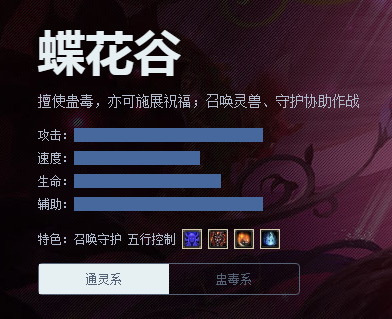 蝶花谷
擅使蛊毒，亦可施展祝福；召唤灵兽、守护协助作战
攻击：
速度：
生命：
辅助：
特色：召唤守护 五行控制
通灵系 蛊毒系